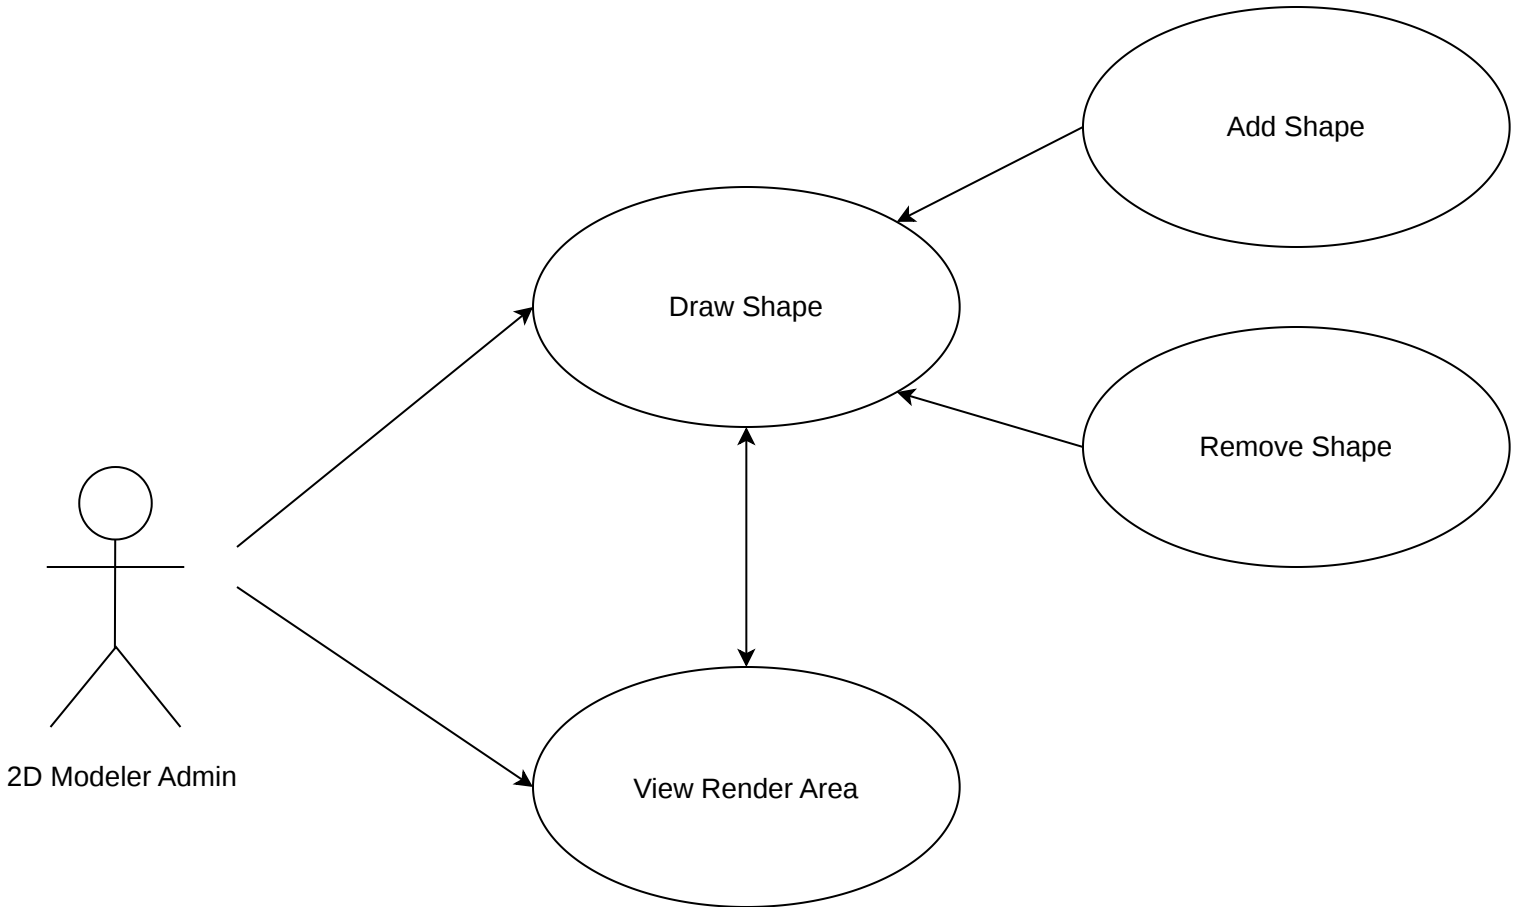 Add Shape
Draw Shape
Remove Shape
2D Modeler Admin
View Render Area